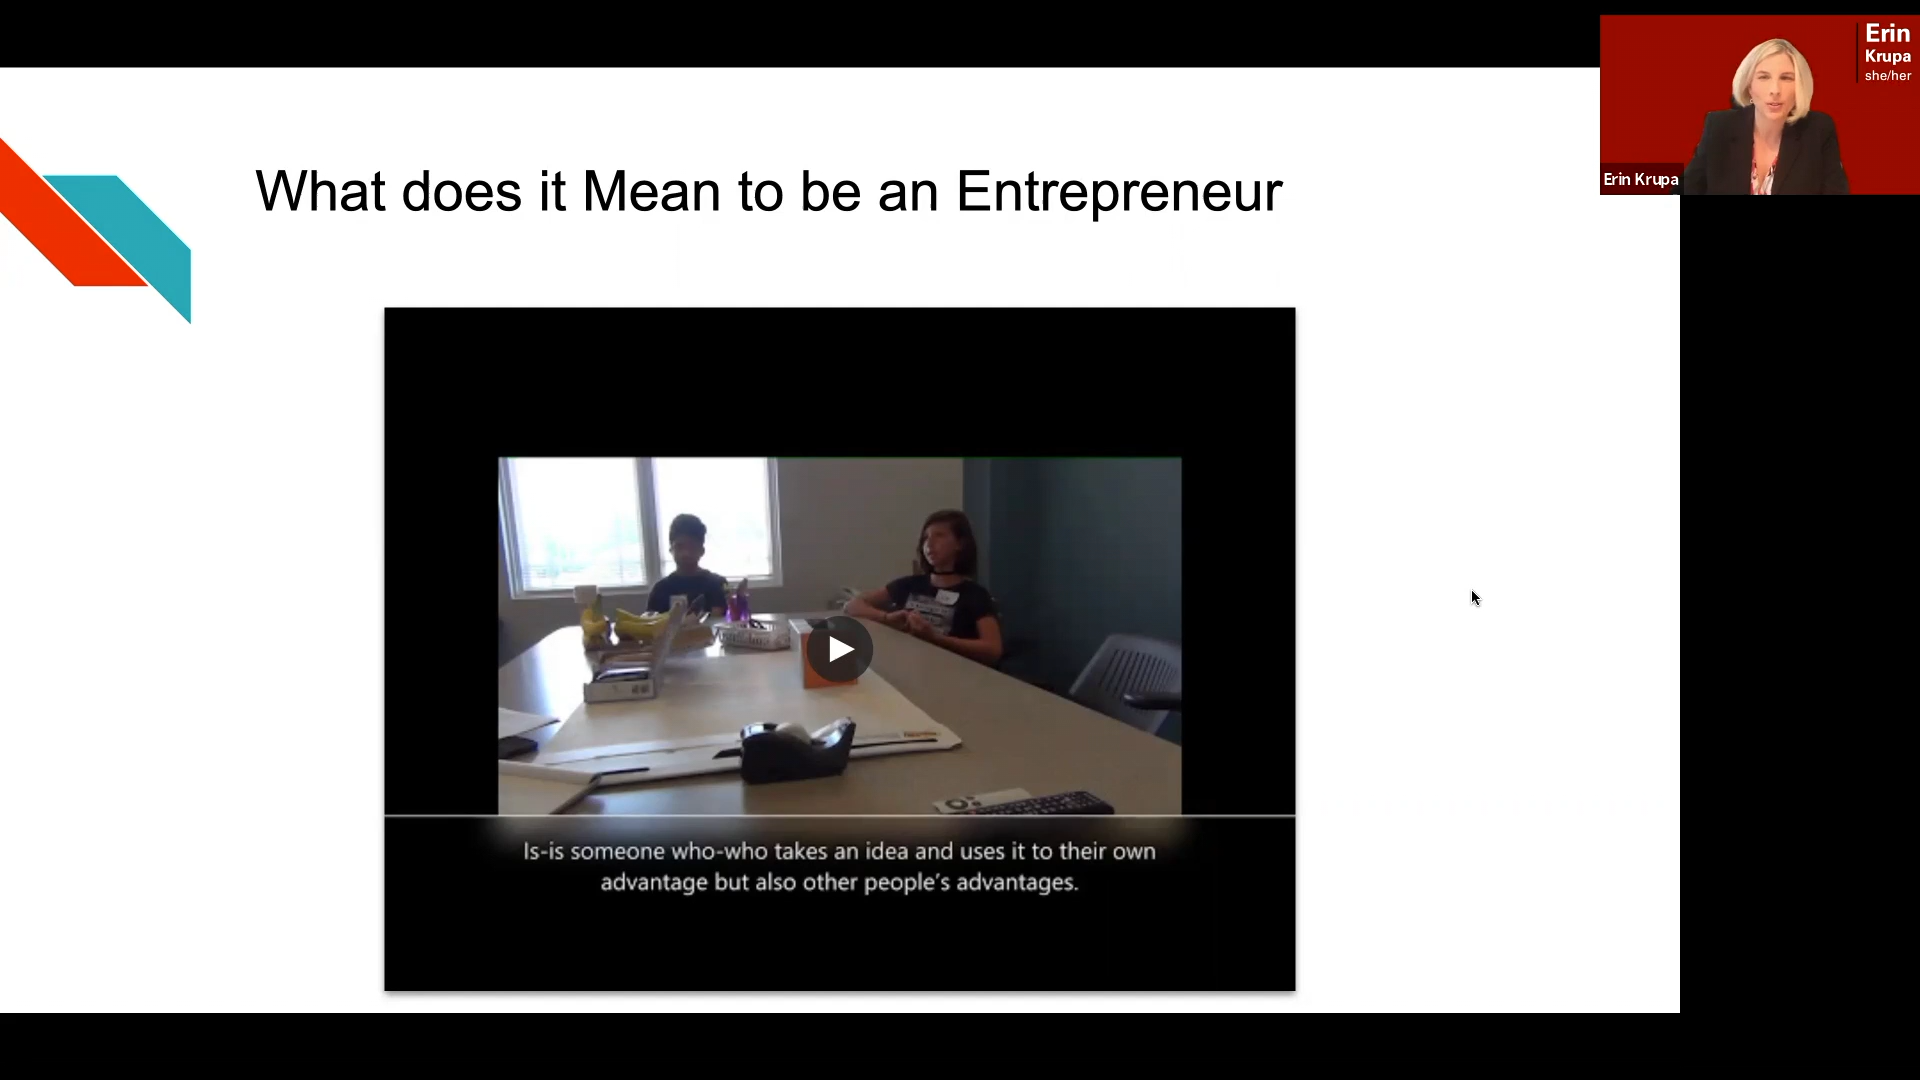 Erin
Krupa
she/her
Erin Krupa
What does it Mean to be an Entrepreneur
Is-is someone who-who takes an idea and uses it to their own
advantage but also other people's advantages.